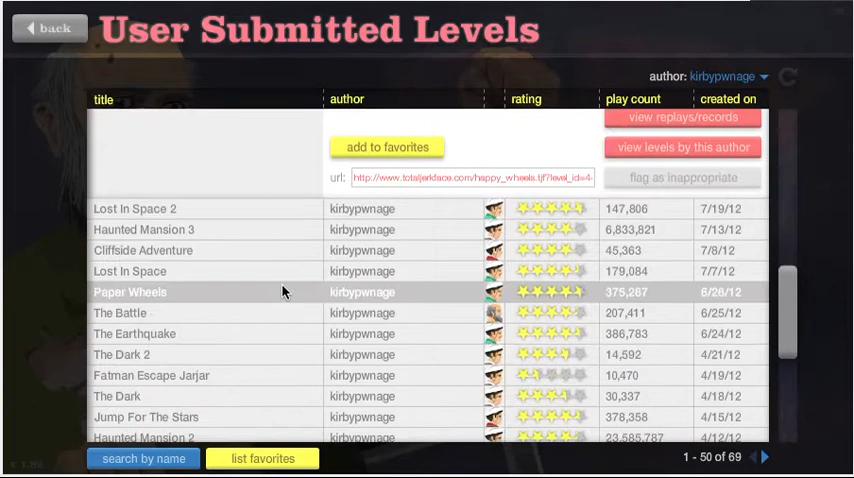 back
User Submitted Levels
author: kirbypwnage
title author rating play count created on
view replays/records
add to favorites view levels by this author
url: http://www.totaljerkface.com/happy_wheels.tjf?level_id=4- flag as inappropriate
Lost In Space 2 kirbypwnage 147,806 7/19/12
Haunted Mansion 3 kirbypwnage 6,833,821 7/13/12
Cliffside Adventure kirbypwnage 45,363 7/8/12
Lost In Space kirbypwnage 179,084 7/7/12
Paper Wheels kirbypwnage 375,267 6/26/12
The Battle kirbypwnage 207,411 6/25/12
The Earthquake kirbypwnage 386,783 6/24/12
The Dark 2 kirbypwnage 14,592 4/21/12
Fatman Escape Jarjar kirbypwnage 10,470 4/19/12
The Dark kirbypwnage 30,337 4/18/12
Jump For The Stars kirbypwnage 378,358 4/15/12
Haunted Mansion 2 kirbypwnage 23,585,787 4/12/12
search by name list favorites 1 - 50 of 69